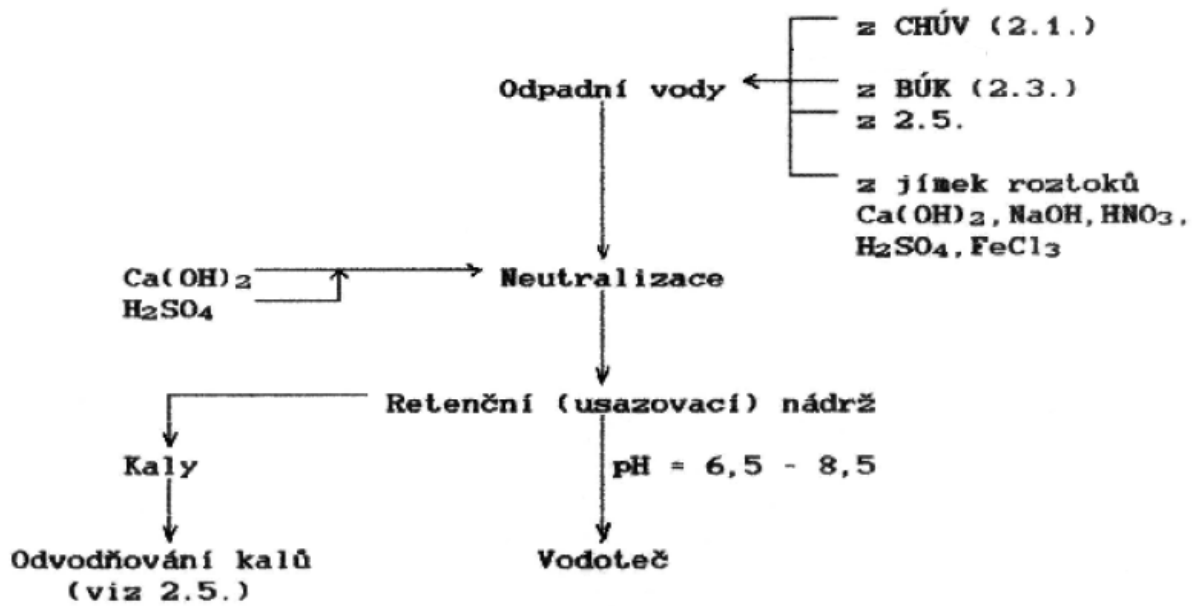 z CHÚV (2.1.)
Odpadní vody
z BÚK (2.3.)
z 2.5.
z jímek roztoků
Ca(OH)₂, NaOH, HNO₃,
H₂SO₄, FeCl₃
Ca(OH)₂
Neutralizace
H₂SO₄
Retenční (usazovací) nádrž
Kaly
pH = 6,5 - 8,5
Odvodňování kalů
Vodoteč
(viz 2.5.)